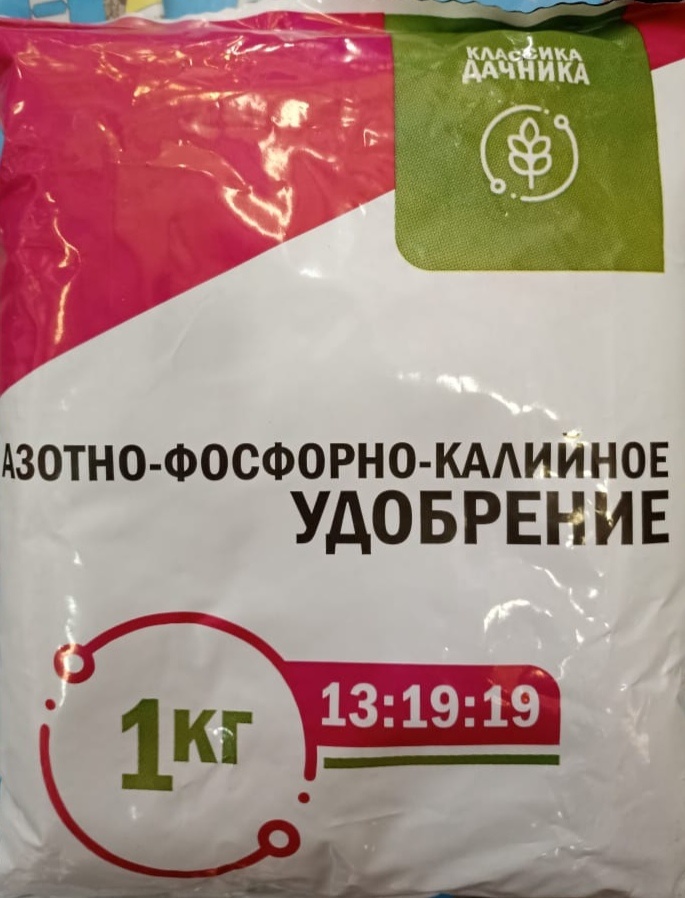 КЛАССИКА
ДАЧНИКА
АЗОТНО-ФОСФОРНО-КАЛИЙНОЕ
УДОБРЕНИЕ
1КГ
13:19:19